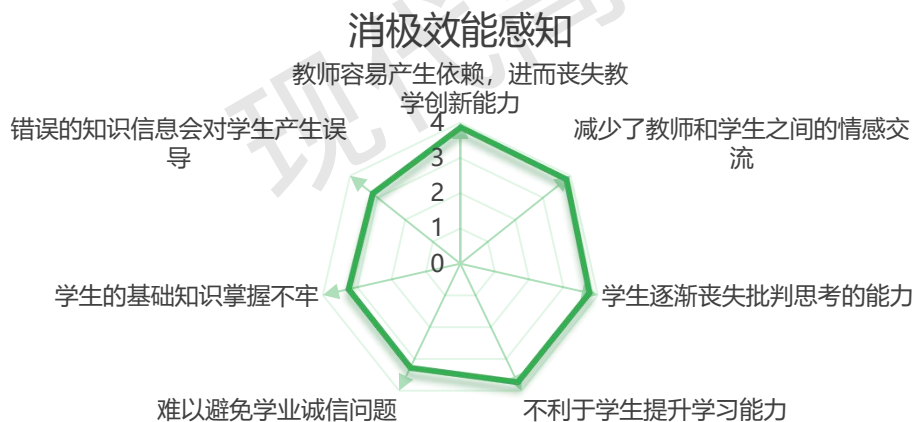 消极效能感知
教师容易产生依赖，进而丧失教
学创新能力
错误的知识信息会对学生产生误
导
减少了教师和学生之间的情感交
流
4
3
2
1
0
学生的基础知识掌握不牢
学生逐渐丧失批判思考的能力
难以避免学业诚信问题
不利于学生提升学习能力
现代